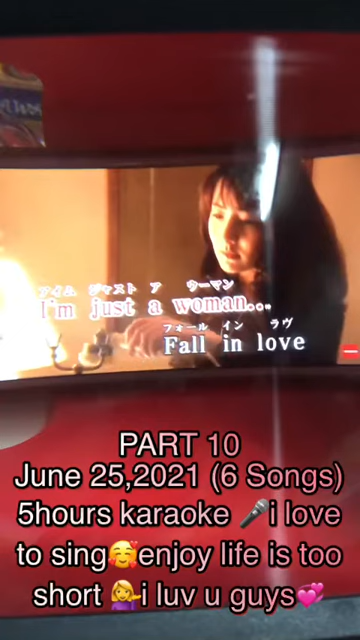 アイム ジャスト ア ウーマン
I'm just a woman...
フォール イン ラヴ
Fall in love
PART 10
June 25,2021 (6 Songs)
5hours karaoke 🎤i love
to sing🥰enjoy life is too
short 💁‍♀️i luv u guys💞